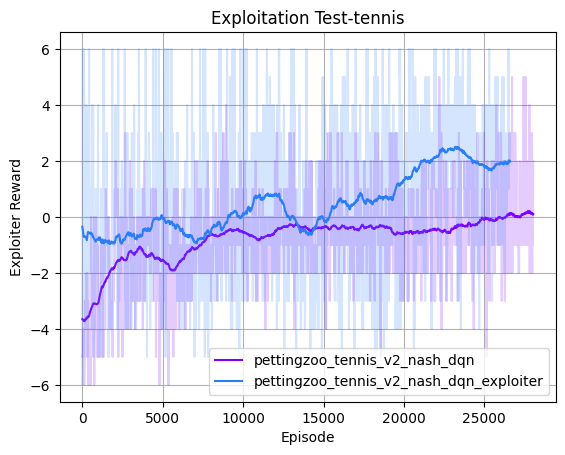 Exploitation Test-tennis
Exploiter Reward
6
4
2
0
−2
−4
−6
pettingzoo_tennis_v2_nash_dqn
pettingzoo_tennis_v2_nash_dqn_exploiter
0 5000 10000 15000 20000 25000
Episode